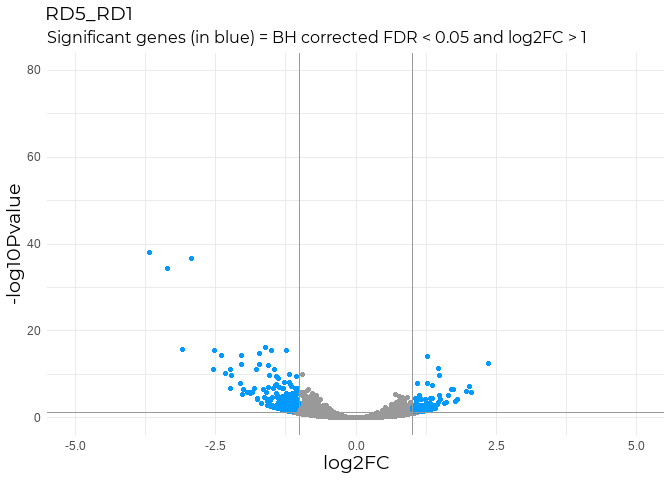 RD5_RD1
Significant genes (in blue) = BH corrected FDR < 0.05 and log2FC > 1
80
60
40
20
0
-log10Pvalue
-5.0 -2.5 0.0 2.5 5.0
log2FC